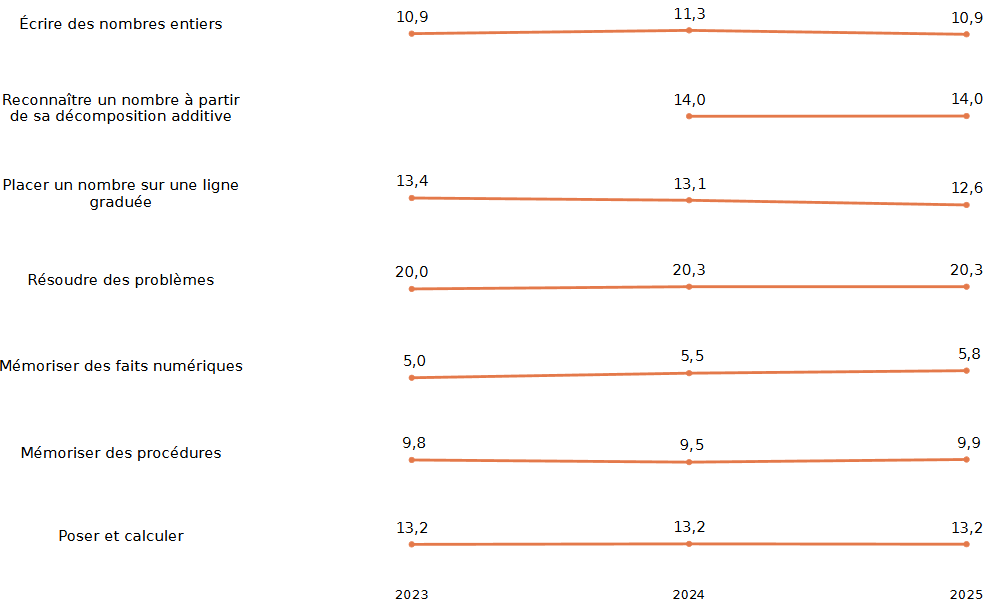 Écrire des nombres entiers
10,9
11,3
10,9
Reconnaître un nombre à partir
de sa décomposition additive
14,0
14,0
Placer un nombre sur une ligne
graduée
13,4
13,1
12,6
Résoudre des problèmes
20,0
20,3
20,3
Mémoriser des faits numériques
5,0
5,5
5,8
Mémoriser des procédures
9,8
9,5
9,9
Poser et calculer
13,2
13,2
13,2
2023
2024
2025